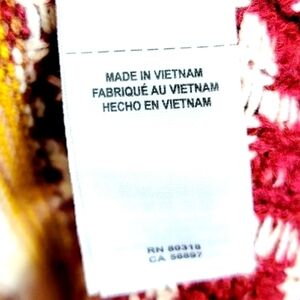 MADE IN VIETNAM
FABRIQUÉ AU VIETNAM
HECHO EN VIETNAM
RN 80318
CA 56897